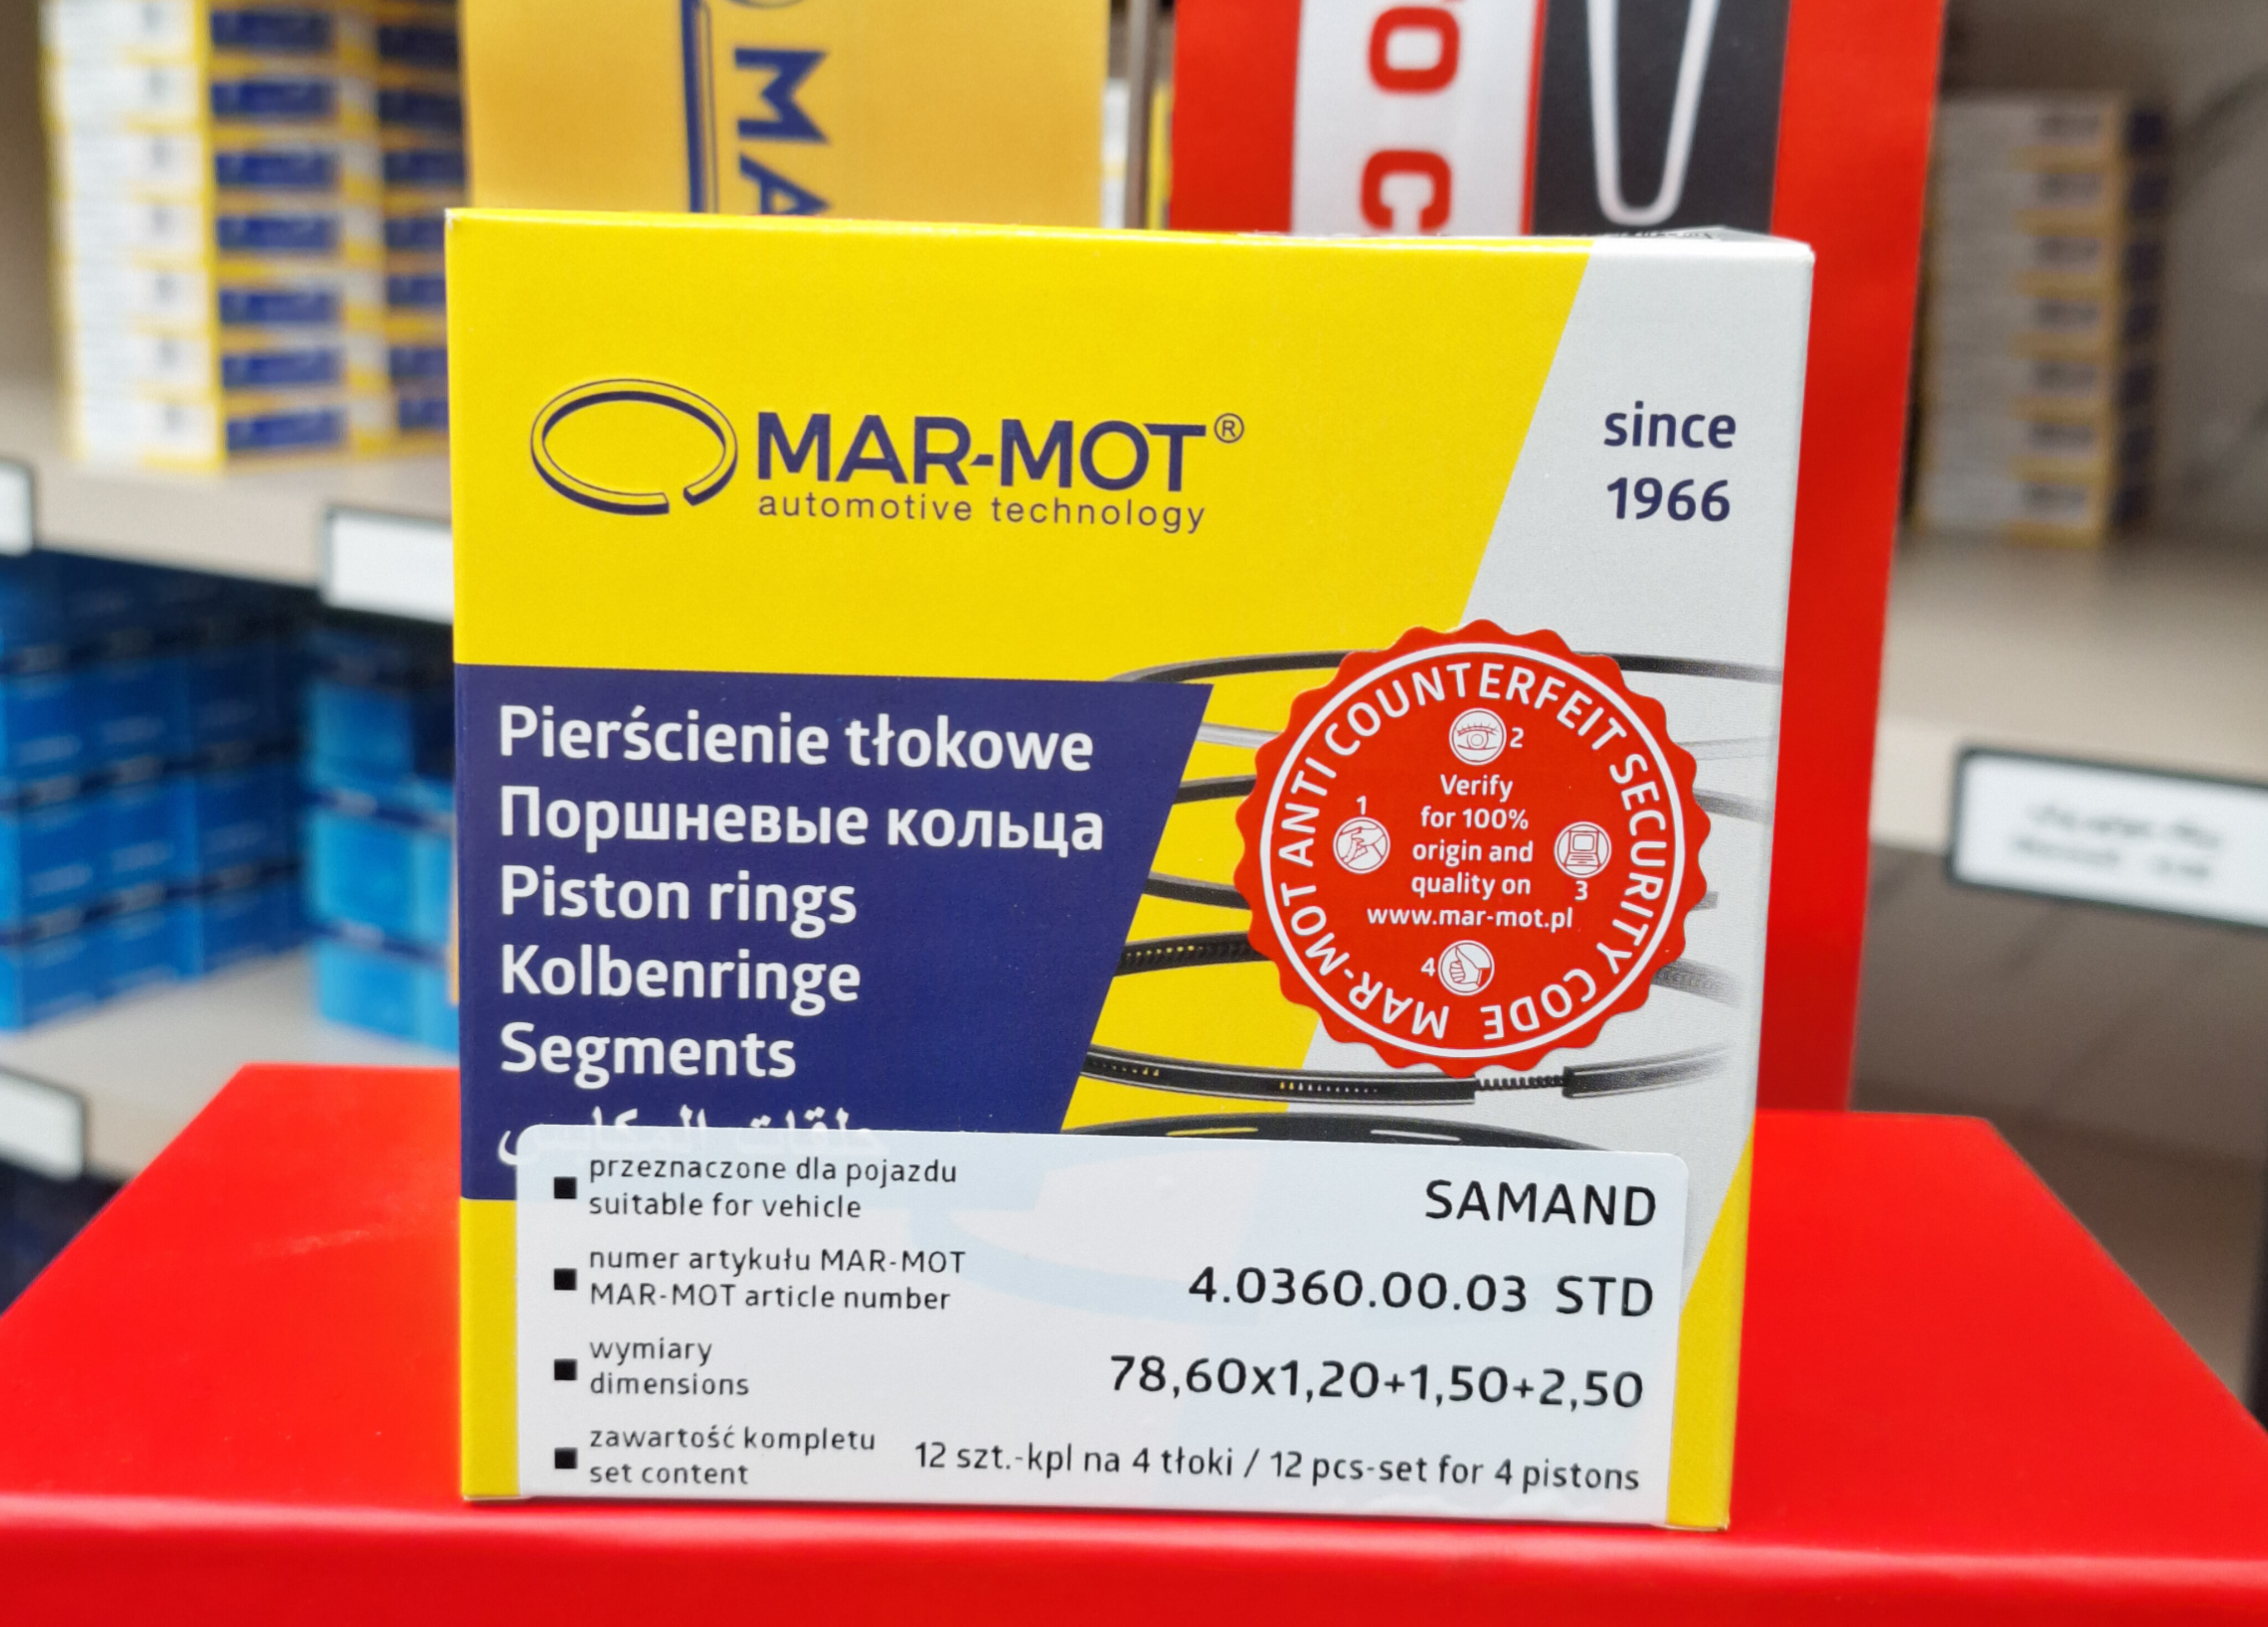 MA
O C
MAR-MOT®
automotive technology
since
1966
Pierścienie tłokowe
Поршневые кольца
Piston rings
Kolbenringe
Segments
MAR-MOT ANTI COUNTERFEIT SECURITY CODE
2
Verify
for 100%
origin and
quality on
www.mar-mot.pl
1
3
4
przeznaczone dla pojazdu
suitable for vehicle
SAMAND
numer artykułu MAR-MOT
MAR-MOT article number
4.0360.00.03 STD
wymiary
dimensions
78,60x1,20+1,50+2,50
zawartość kompletu
set content
12 szt.-kpl na 4 tłoki / 12 pcs-set for 4 pistons